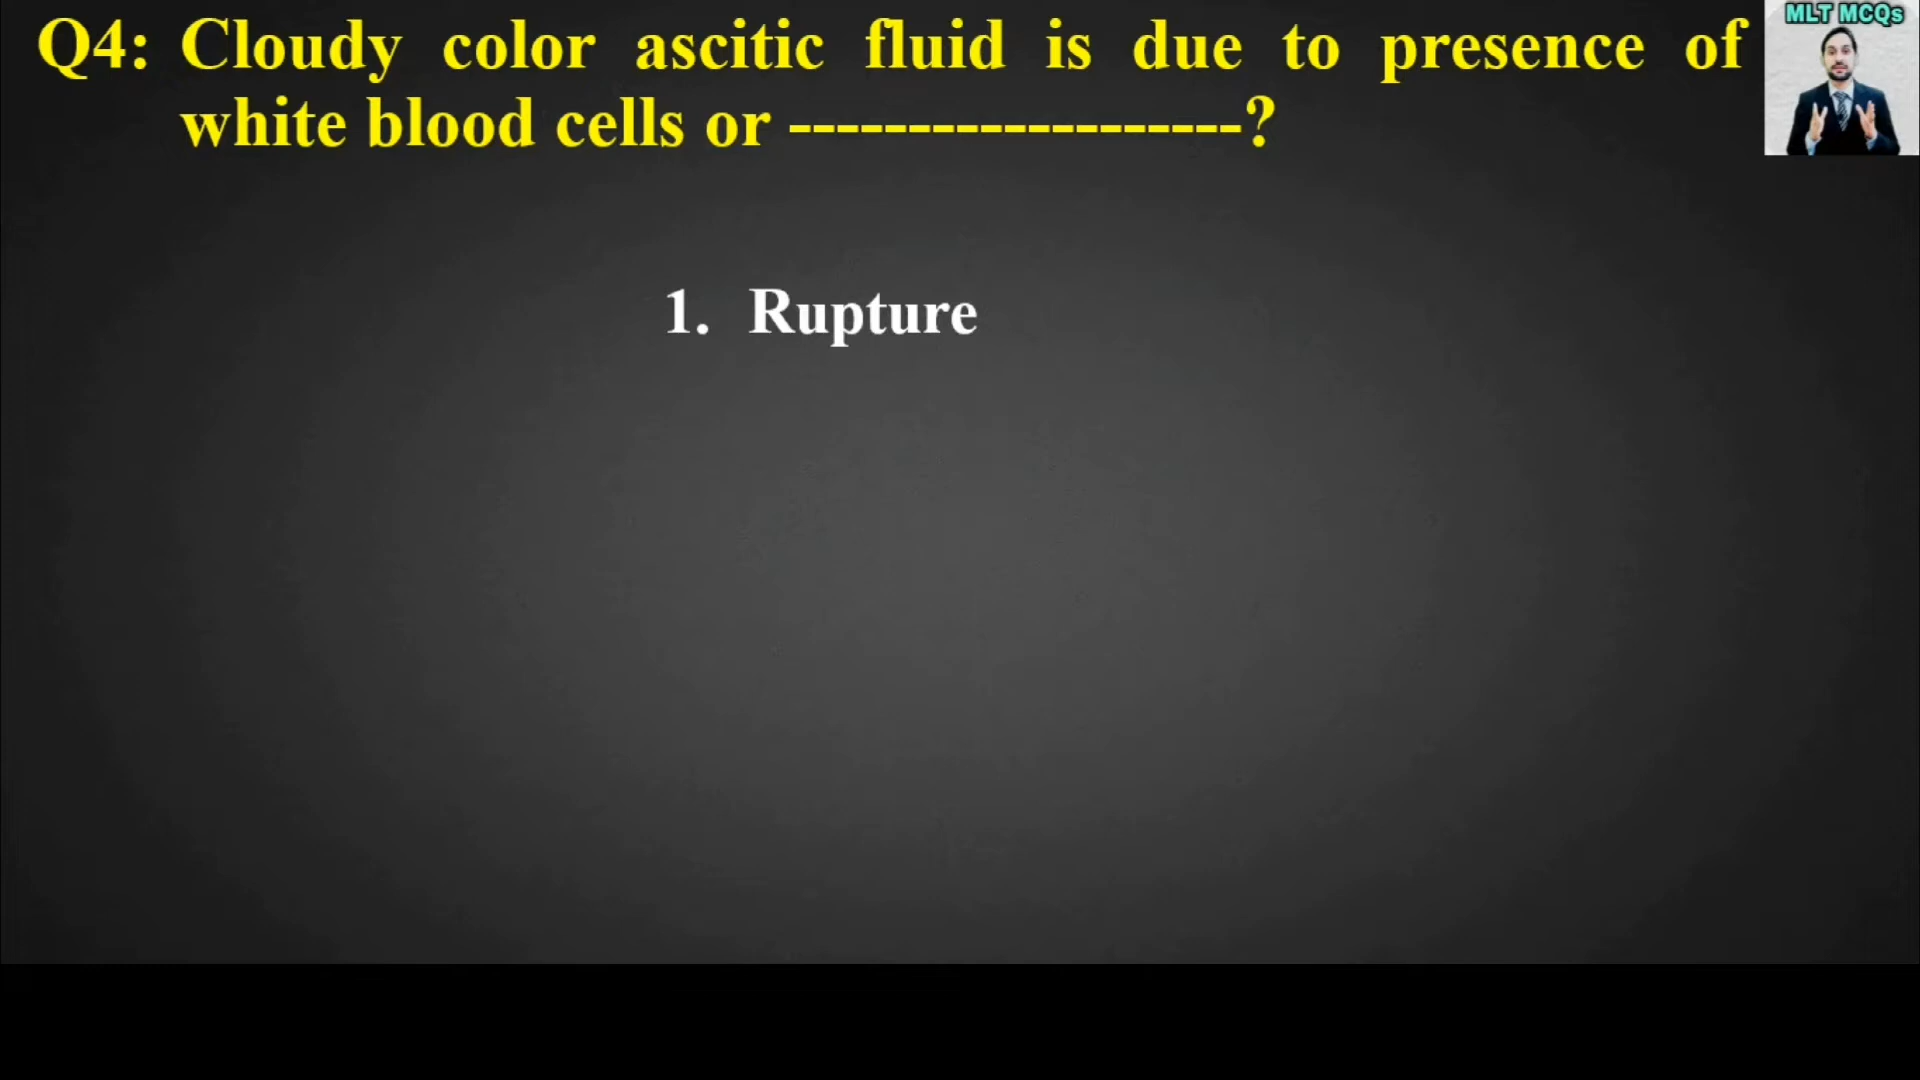 MLT MCQs
Q4: Cloudy color ascitic fluid is due to presence of
white blood cells or -------------------?
1. Rupture